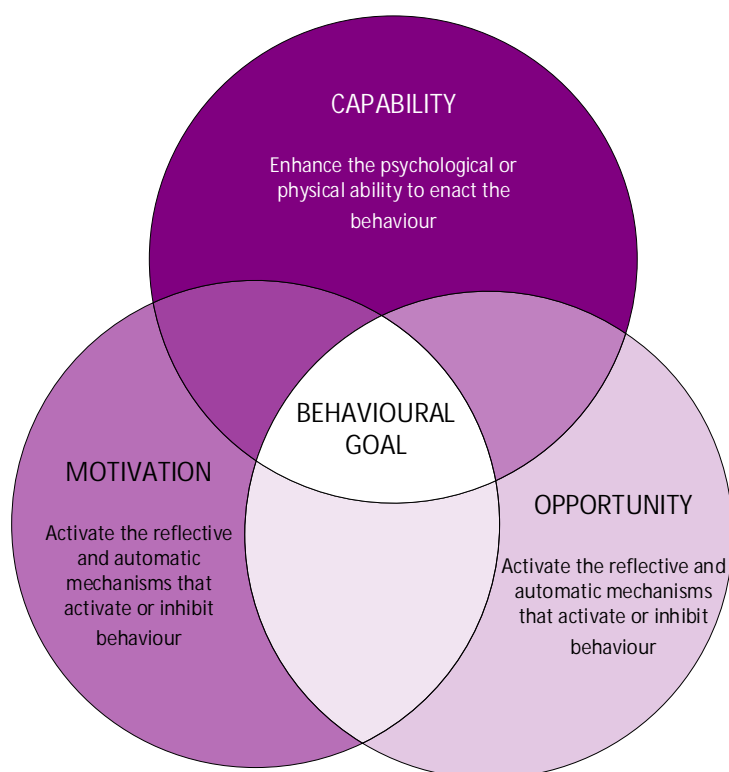 CAPABILITY
Enhance the psychological or
physical ability to enact the
behaviour
BEHAVIOURAL
GOAL
MOTIVATION
Activate the reflective
and automatic
mechanisms that
activate or inhibit
behaviour
OPPORTUNITY
Activate the reflective and
automatic mechanisms
that activate or inhibit
behaviour